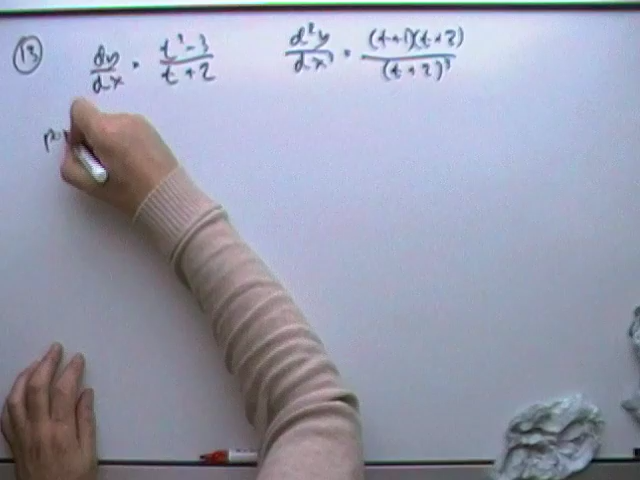 (13) dy/dx = (t² - 3)/(t + 2) d²y/dx² = (t+1)(t+3)/(t+2)³